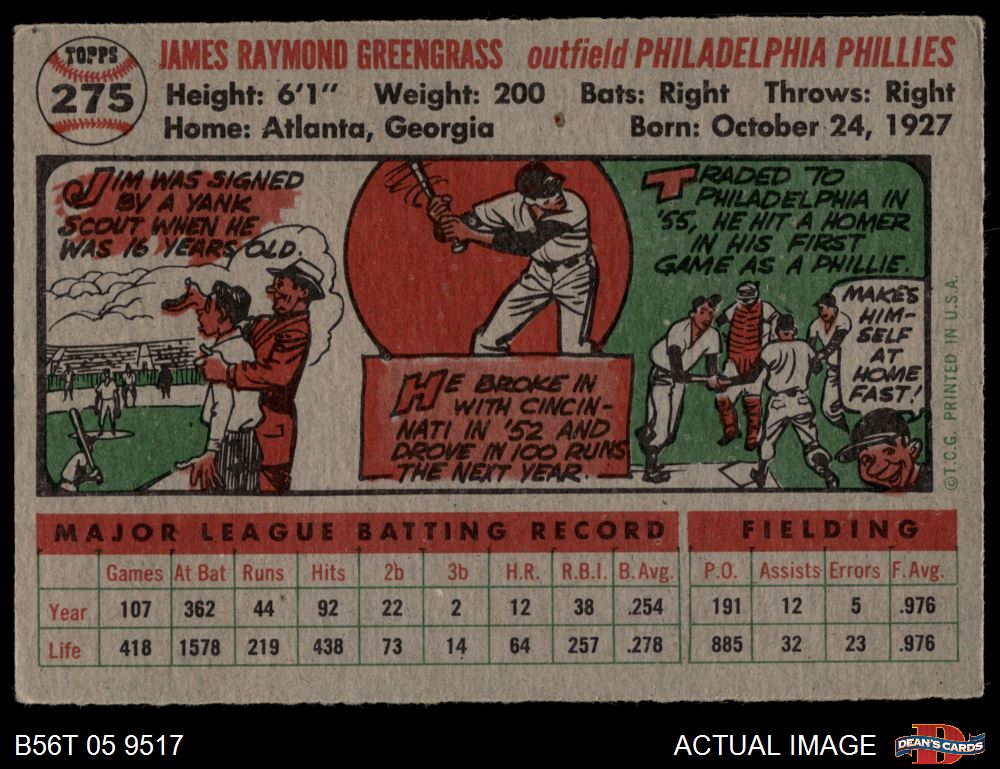 TOPPS
275
JAMES RAYMOND GREENGRASS outfield PHILADELPHIA PHILLIES
Height: 6'1" Weight: 200 Bats: Right Throws: Right
Home: Atlanta, Georgia Born: October 24, 1927
JIM WAS SIGNED
BY A YANK
SCOUT WHEN HE
WAS 16 YEARS OLD.
HE BROKE IN
WITH CINCIN-
NATI IN '52 AND
DROVE IN 100 RUNS
THE NEXT YEAR.
TRADED TO
PHILADELPHIA IN
'55, HE HIT A HOMER
IN HIS FIRST
GAME AS A PHILLIE.
MAKES
HIM-
SELF
AT
HOME
FAST!
©T.C.G. PRINTED IN U.S.A.
MAJOR LEAGUE BATTING RECORD FIELDING
Games At Bat Runs Hits 2b 3b H.R. R.B.I. B.Avg. P.O. Assists Errors F.Avg.
Year 107 362 44 92 22 2 12 38 .254 191 12 5 .976
Life 418 1578 219 438 73 14 64 257 .278 885 32 23 .976
B56T 05 9517 ACTUAL IMAGE DEAN'S CARDS